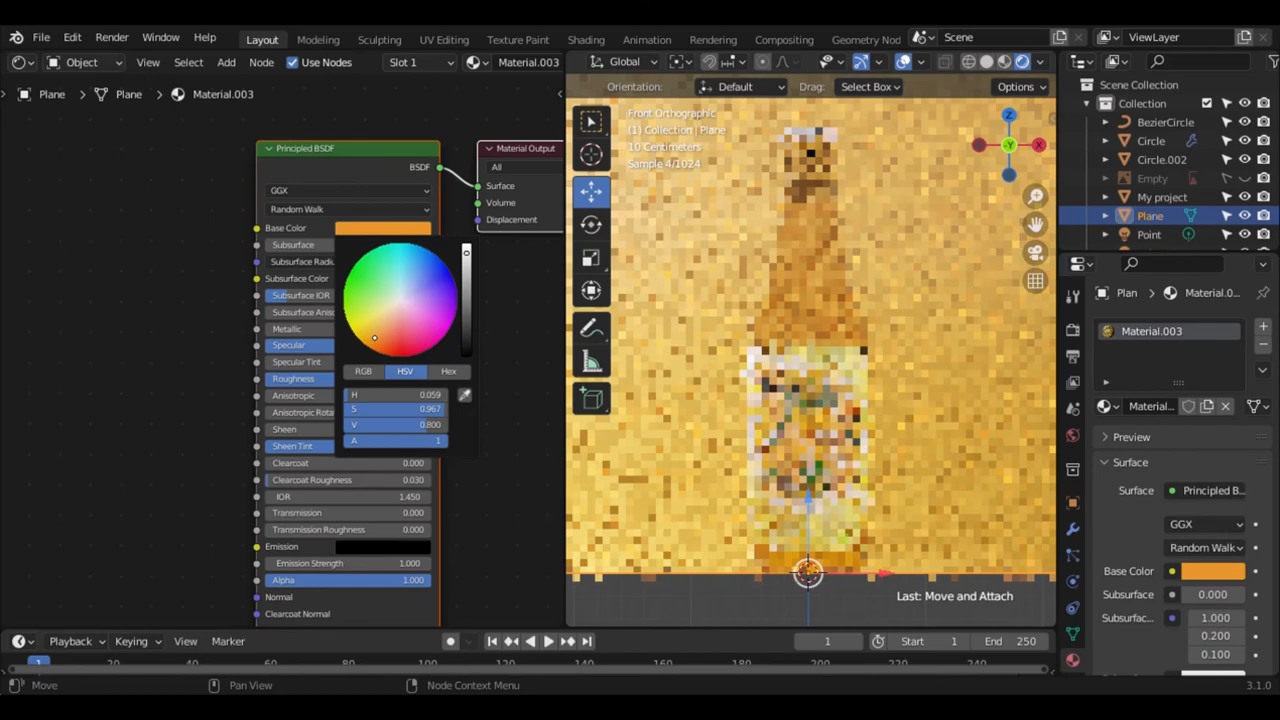 File Edit Render Window Help Layout Modeling Sculpting UV Editing Texture Paint Shading Animation Rendering Compositing Geometry Nod Scene ViewLayer
Object View Select Add Node Use Nodes Slot 1 Material.003 Global
Plane Plane Material.003 Orientation: Default Drag: Select Box Options
Front Orthographic
(1) Collection | Plane
10 Centimeters
Sample 4/1024
Z
Y
X
Scene Collection
Collection
BezierCircle
Circle
Circle.002
Empty
My project
Plane
Point
Principled BSDF
BSDF
GGX
Random Walk
Base Color
Subsurface
Subsurface Radiu
Subsurface Color
Subsurface IOR
Subsurface Aniso
Metallic
Specular
Specular Tint
Roughness
Anisotropic
Anisotropic Rota
Sheen
Sheen Tint
Clearcoat 0.000
Clearcoat Roughness 0.030
IOR 1.450
Transmission 0.000
Transmission Roughness 0.000
Emission
Emission Strength 1.000
Alpha 1.000
Normal
Clearcoat Normal
Material Output
All
Surface
Volume
Displacement
RGB HSV Hex
H 0.059
S 0.967
V 0.800
A 1
Last: Move and Attach
Plan Material.0...
Material.003
Material...
Preview
Surface
Surface Principled B...
GGX
Random Walk
Base Color
Subsurface 0.000
Subsurfac... 1.000
0.200
0.100
Playback Keying View Marker 1 Start 1 End 250
1 20 40 60 80 100 120 140 160 180 200 220 240
Move Pan View Node Context Menu 3.1.0